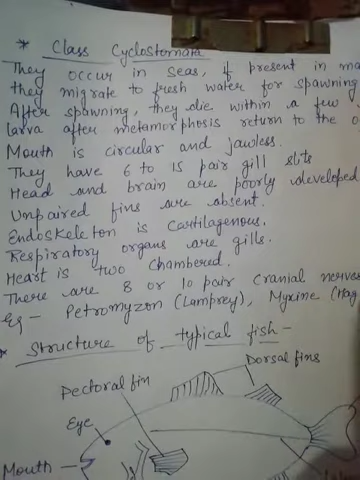 * Class Cyclostomata
They occur in seas, if present in ma
they migrate to fresh water for spawning
After spawning, they die within a few
larva after metamorphosis return to the o
Mouth is circular and jawless.
They have 6 to 15 pair gill slits
Head and brain are poorly developed
Unpaired fins are absent.
Endoskeleton is cartilagenous.
Respiratory organs are gills.
Heart is two chambered.
There are 8 or 10 pair cranial nerves
Eg - Petromyzon (Lamprey), Myxine (Hag
* Structure of typical fish -
Dorsal fins
Pectoral fin
Eye
Mouth